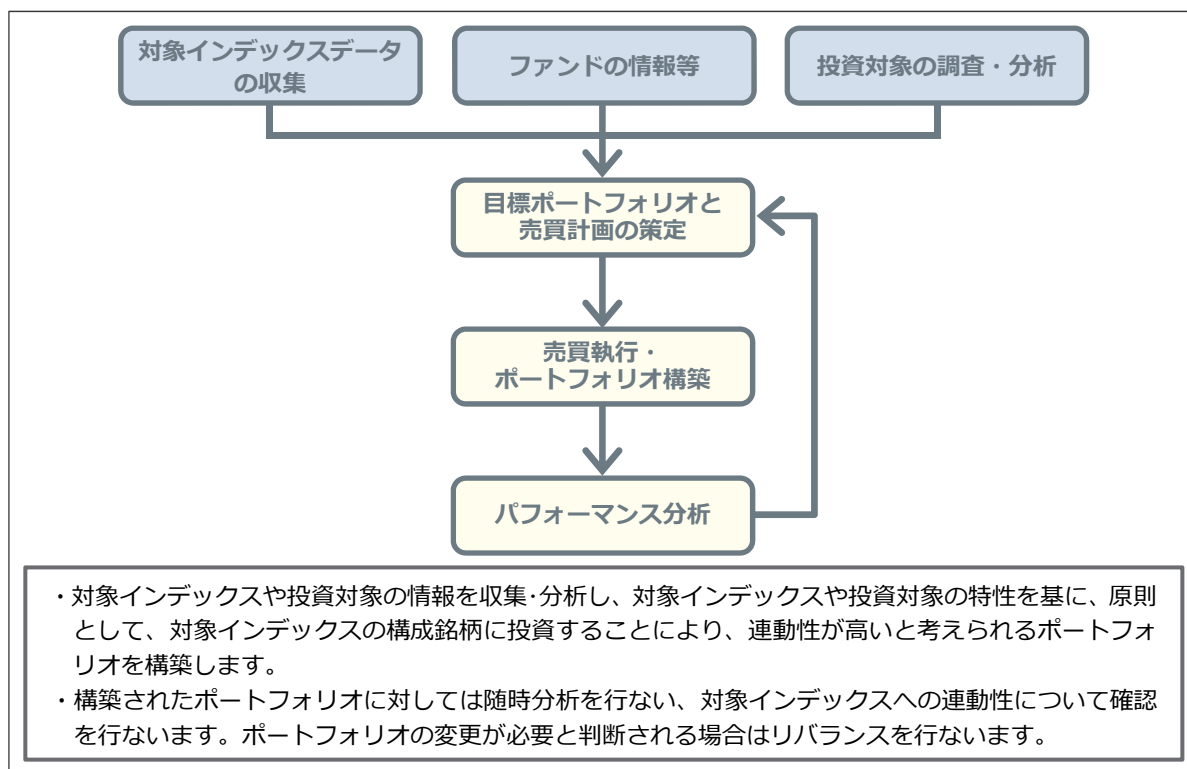 対象インデックスデータ
の収集
ファンドの情報等
投資対象の調査・分析
目標ポートフォリオと
売買計画の策定
売買執行・
ポートフォリオ構築
パフォーマンス分析
・対象インデックスや投資対象の情報を収集・分析し、対象インデックスや投資対象の特性を基に、原則
として、対象インデックスの構成銘柄に投資することにより、連動性が高いと考えられるポートフォ
リオを構築します。
・構築されたポートフォリオに対しては随時分析を行ない、対象インデックスへの連動性について確認
を行ないます。ポートフォリオの変更が必要と判断される場合はリバランスを行ないます。